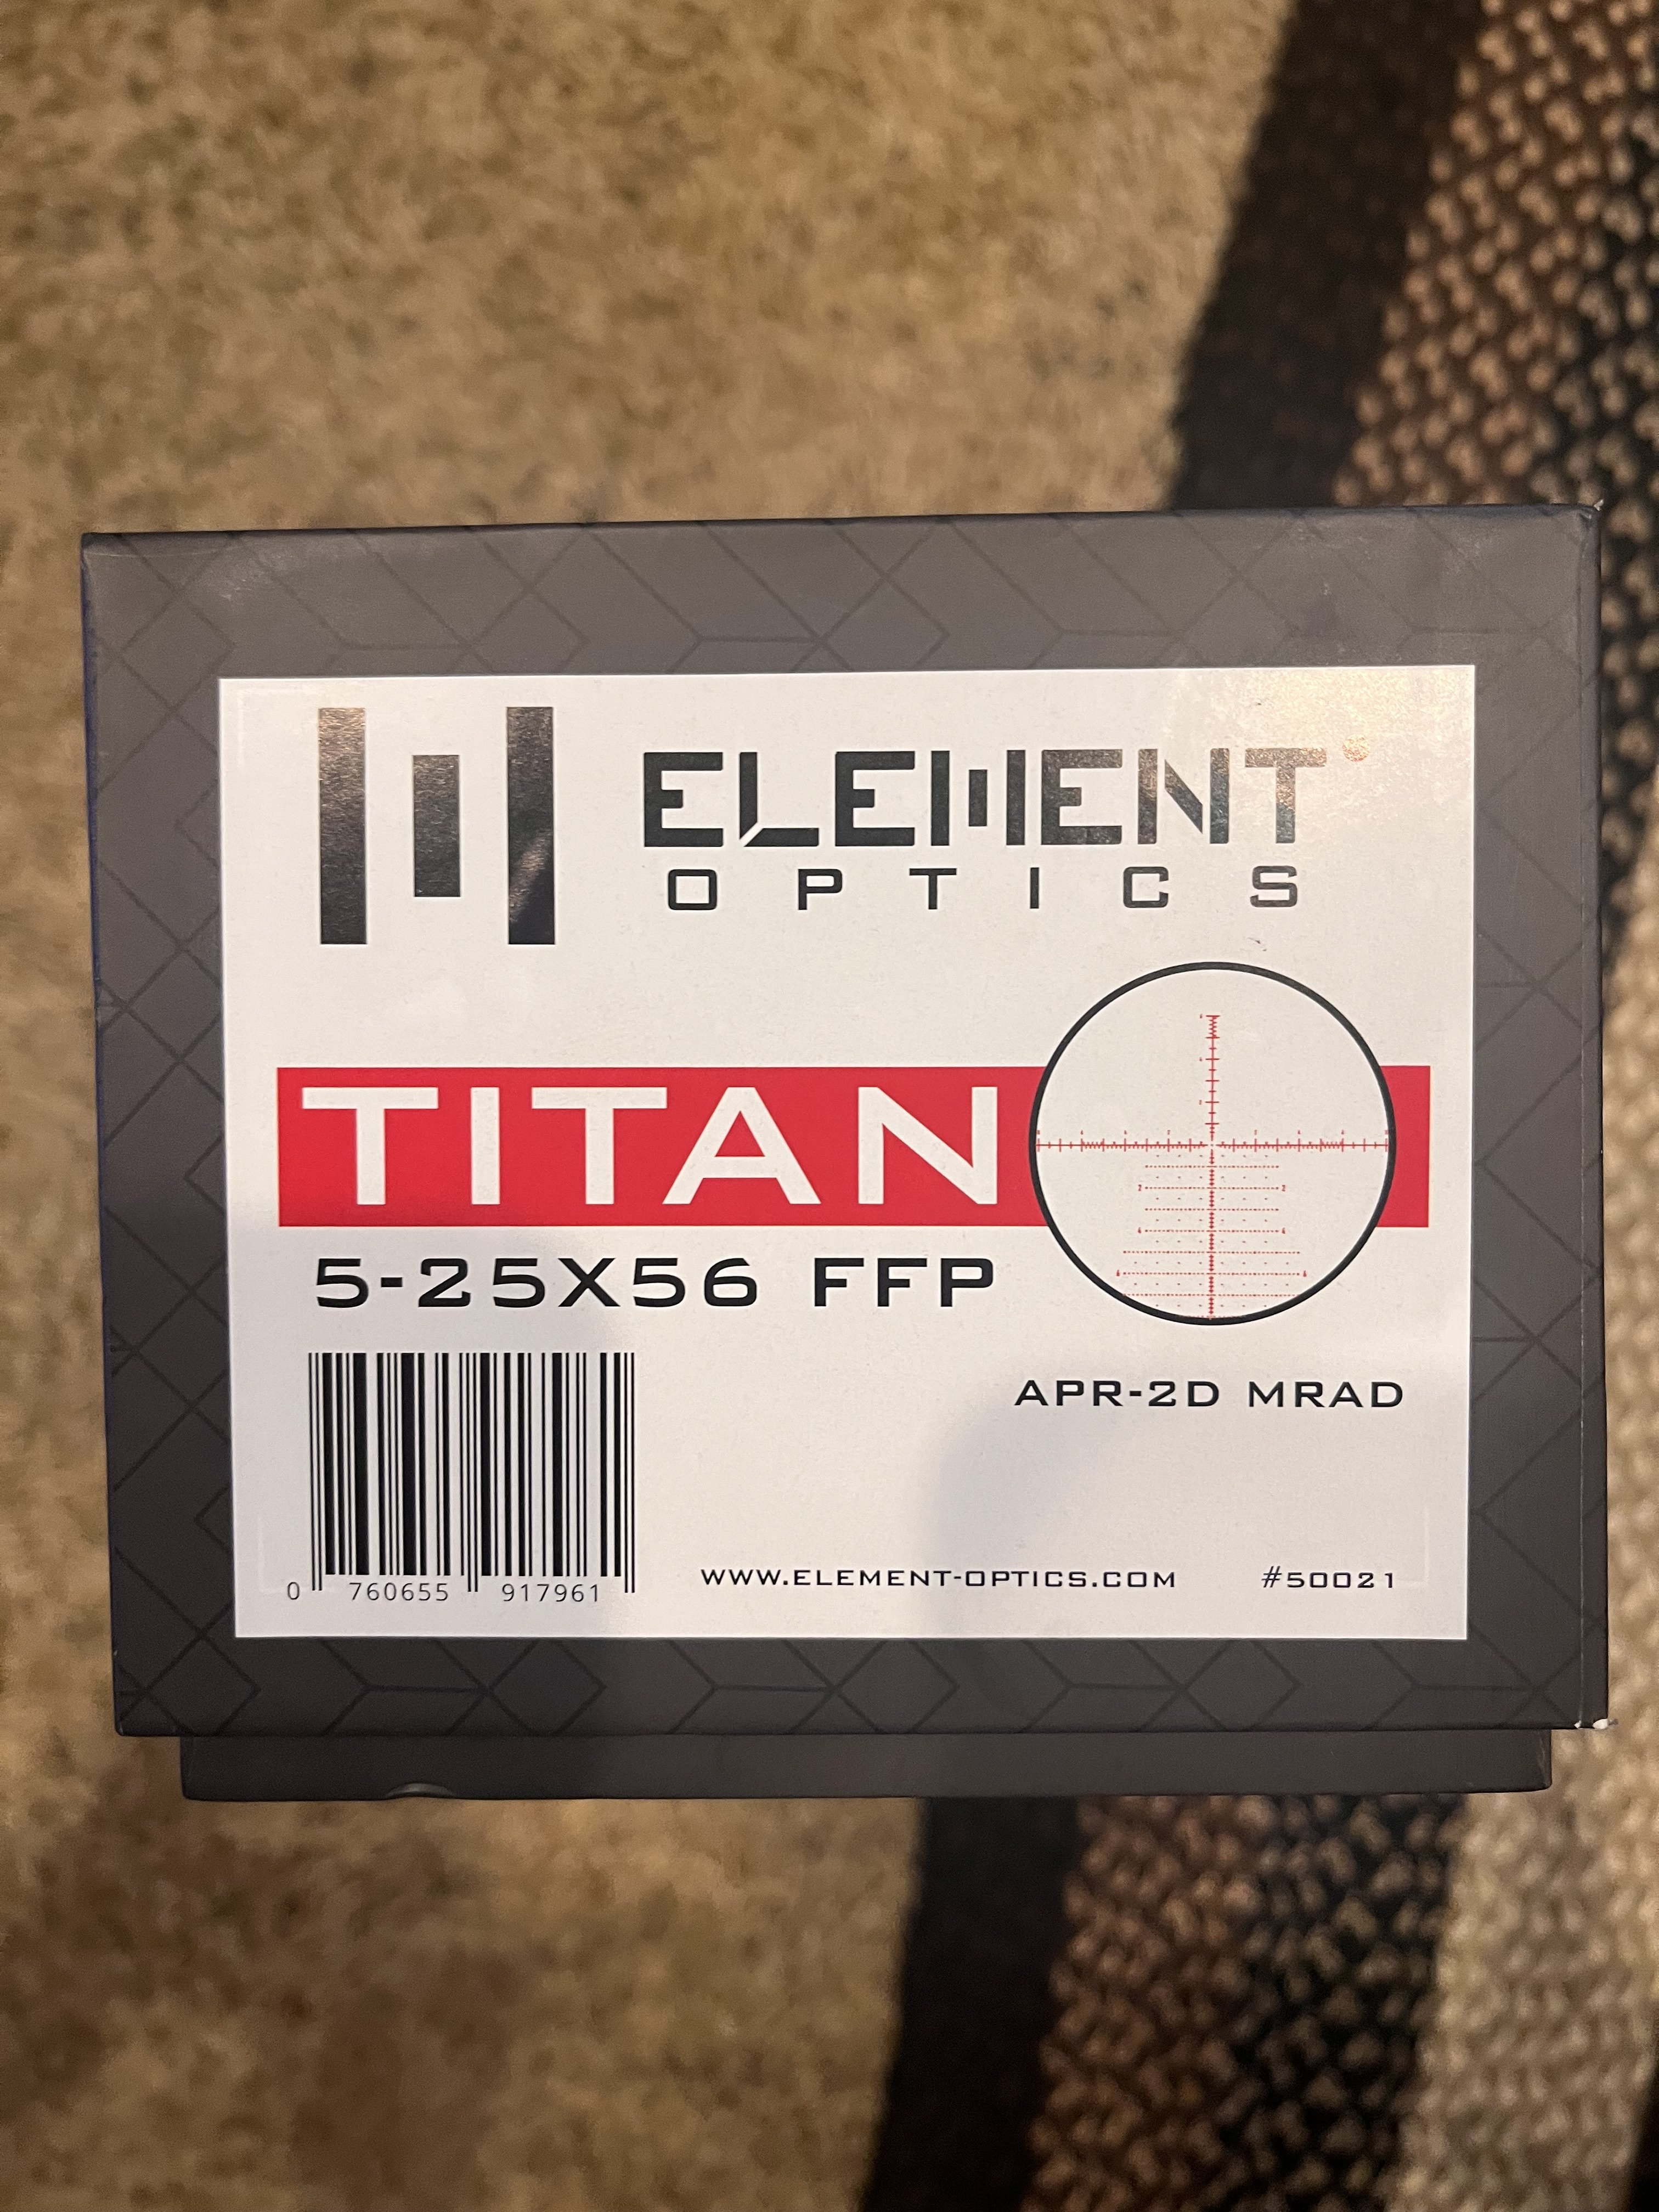 ELEMENT
OPTICS
TITAN
5-25X56 FFP
APR-2D MRAD
0 760655 917961
WWW.ELEMENT-OPTICS.COM
#50021